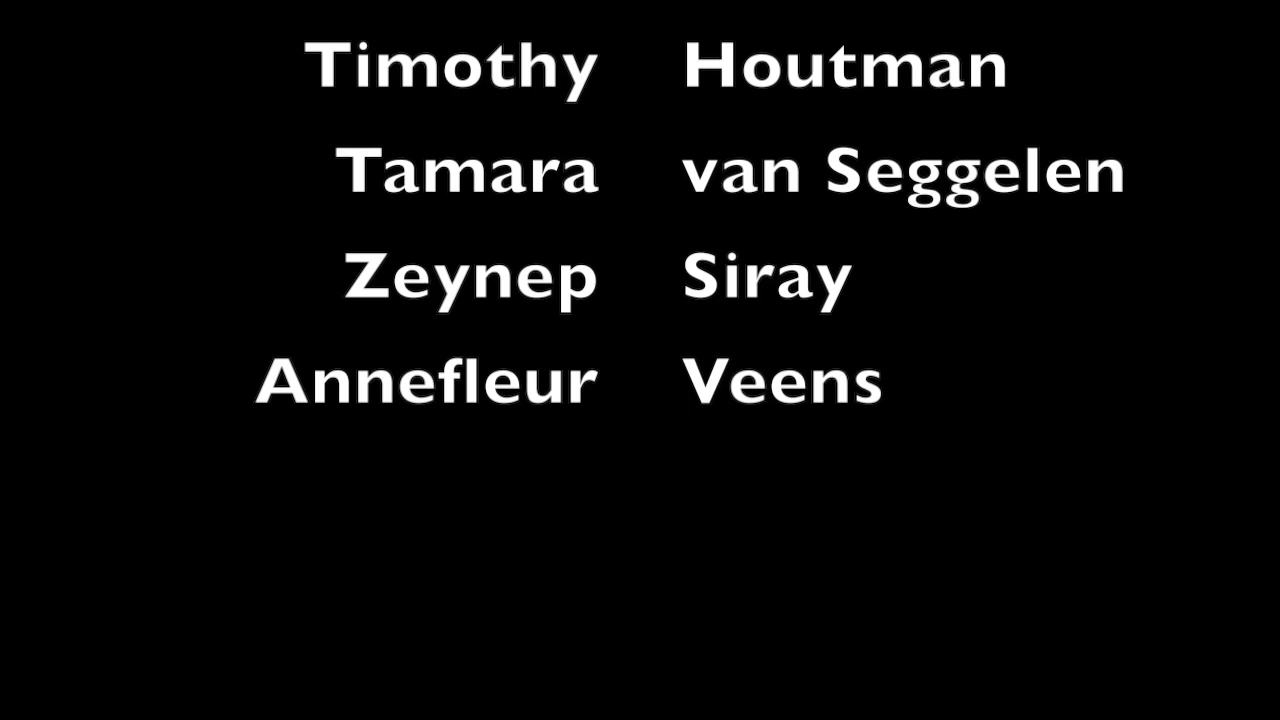 Timothy Houtman
Tamara van Seggelen
Zeynep Siray
Annefleur Veens